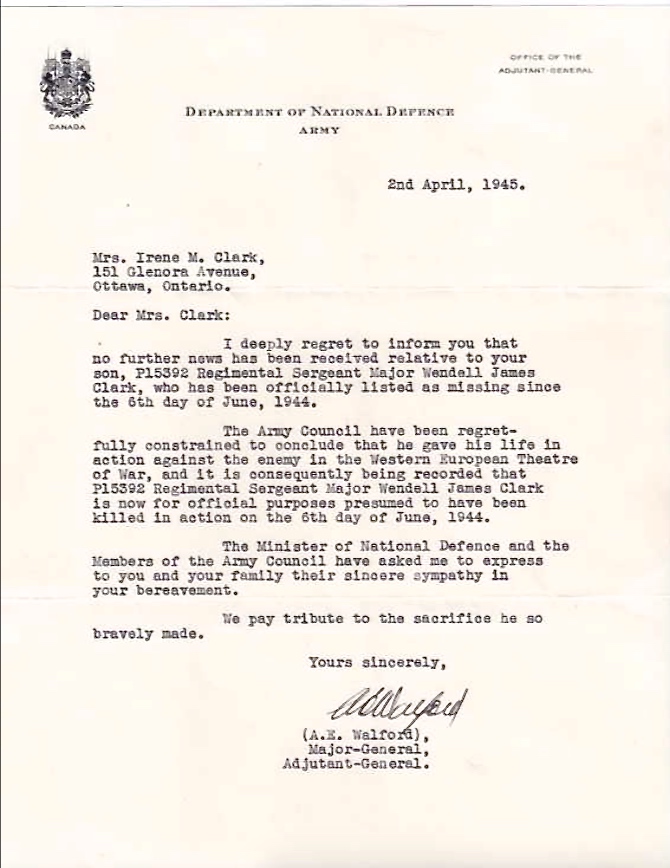 OFFICE OF THE
ADJUTANT-GENERAL
CANADA
DEPARTMENT OF NATIONAL DEFENCE
ARMY
2nd April, 1945.
Mrs. Irene M. Clark,
151 Glenora Avenue,
Ottawa, Ontario.
Dear Mrs. Clark:
I deeply regret to inform you that
no further news has been received relative to your
son, P15392 Regimental Sergeant Major Wendell James
Clark, who has been officially listed as missing since
the 6th day of June, 1944.
The Army Council have been regret-
fully constrained to conclude that he gave his life in
action against the enemy in the Western European Theatre
of War, and it is consequently being recorded that
P15392 Regimental Sergeant Major Wendell James Clark
is now for official purposes presumed to have been
killed in action on the 6th day of June, 1944.
The Minister of National Defence and the
Members of the Army Council have asked me to express
to you and your family their sincere sympathy in
your bereavement.
We pay tribute to the sacrifice he so
bravely made.
Yours sincerely,
AEWalford
(A.E. Walford),
Major-General,
Adjutant-General.